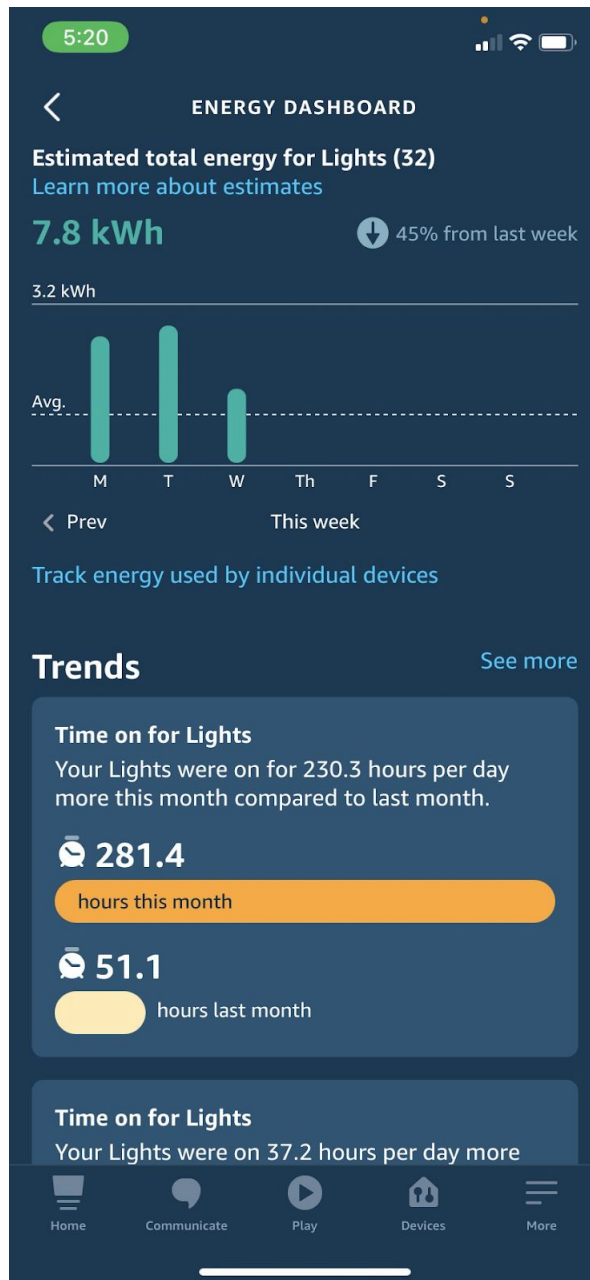 5:20
ENERGY DASHBOARD
Estimated total energy for Lights (32)
Learn more about estimates
7.8 kWh
45% from last week
3.2 kWh
Avg.
M T W Th F S S
Prev This week
Track energy used by individual devices
Trends See more
Time on for Lights
Your Lights were on for 230.3 hours per day
more this month compared to last month.
281.4
hours this month
51.1
hours last month
Time on for Lights
Your Lights were on 37.2 hours per day more
Home Communicate Play Devices More